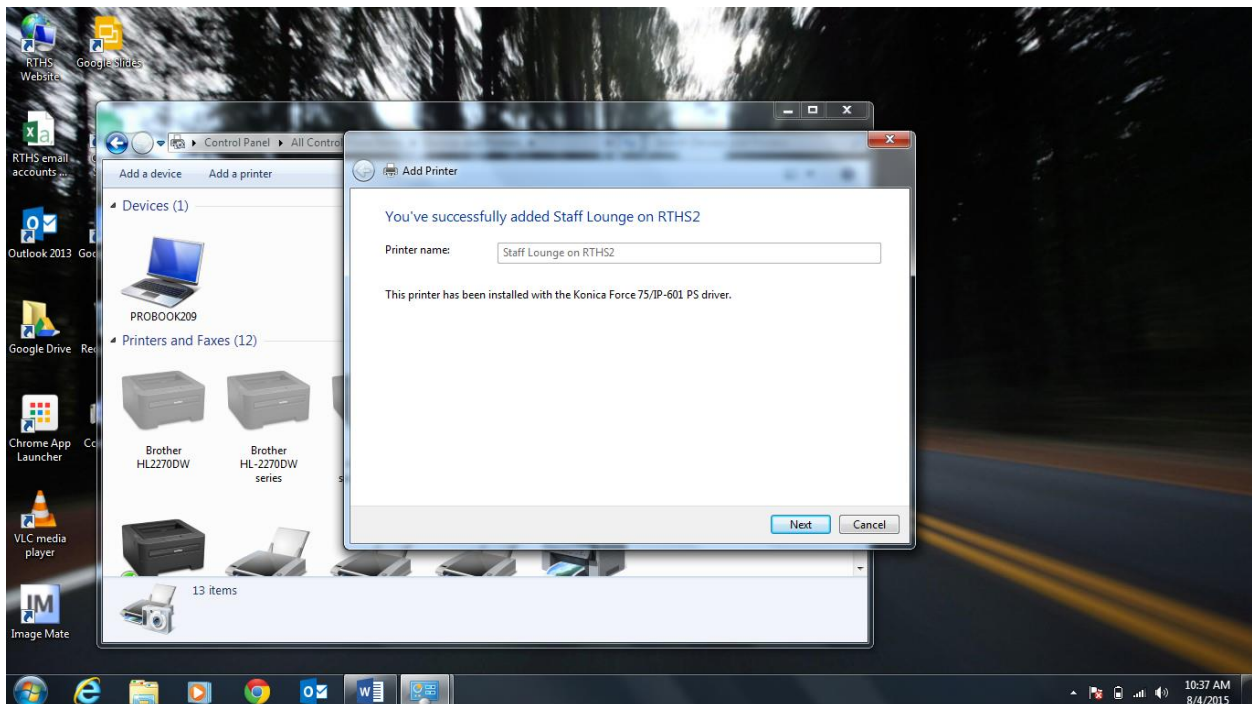 RTHS
Website
Google Slides
RTHS email
accounts ...
Outlook 2013
Goo
Google Drive
Rec
Chrome App
Launcher
Co
VLC media
player
Image Mate
Control Panel
All Contro
Add a device
Add a printer
Devices (1)
PROBOOK209
Printers and Faxes (12)
Brother
HL2270DW
Brother
HL-2270DW
series
s
13 items
Add Printer
You've successfully added Staff Lounge on RTHS2
Printer name:
Staff Lounge on RTHS2
This printer has been installed with the Konica Force 75/IP-601 PS driver.
Next
Cancel
10:37 AM
8/4/2015